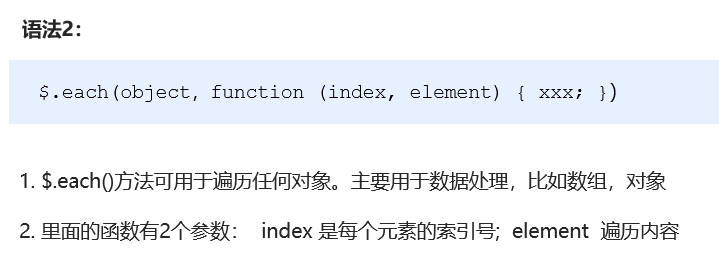 语法2：
$.each(object, function (index, element) { xxx; })
1. $.each()方法可用于遍历任何对象。主要用于数据处理，比如数组，对象
2. 里面的函数有2个参数： index 是每个元素的索引号; element 遍历内容